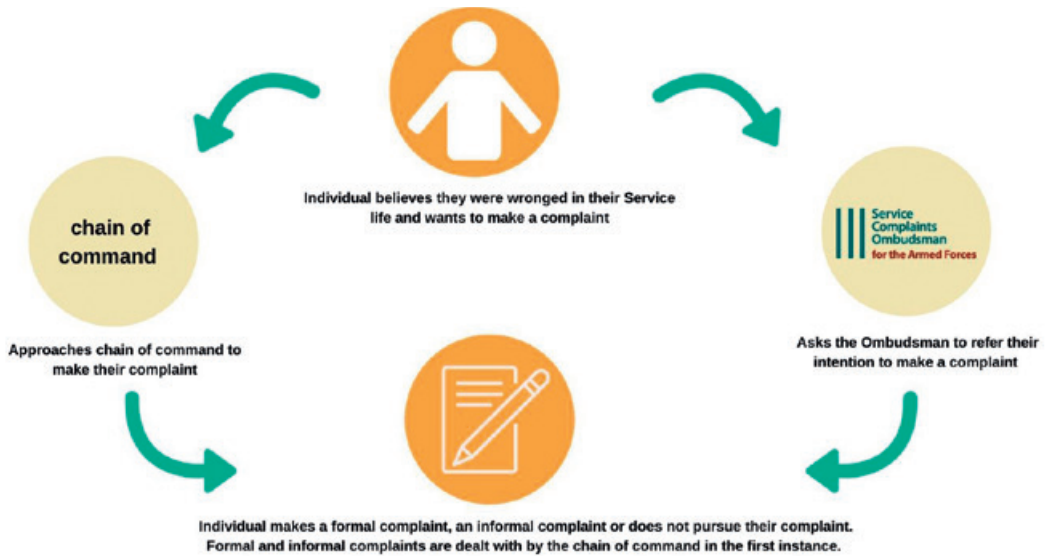 Individual believes they were wronged in their Service
life and wants to make a complaint
chain of
command
Approaches chain of command to
make their complaint
Service
Complaints
Ombudsman
for the Armed Forces
Asks the Ombudsman to refer their
intention to make a complaint
Individual makes a formal complaint, an informal complaint or does not pursue their complaint.
Formal and informal complaints are dealt with by the chain of command in the first instance.